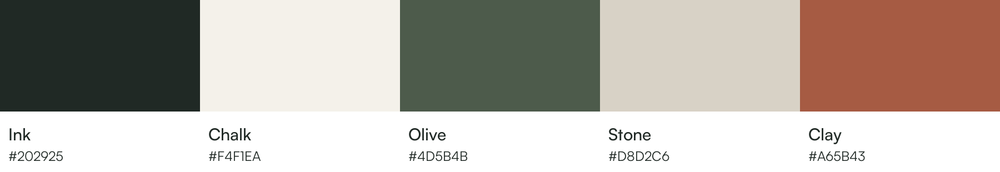 Ink
#202925
Chalk
#F4F1EA
Olive
#4D5B4B
Stone
#D8D2C6
Clay
#A65B43